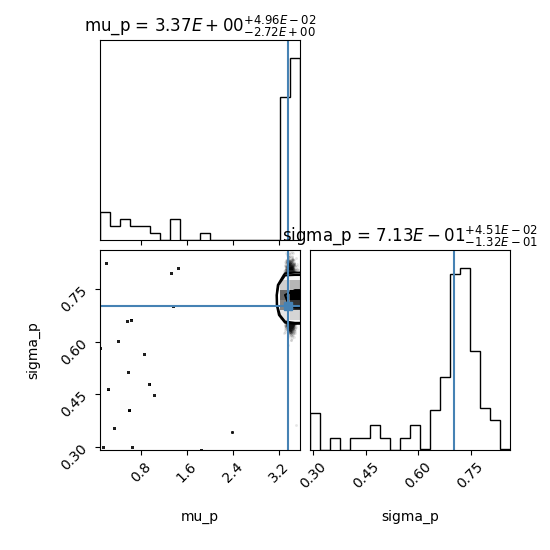 mu_p = 3.37E + 00 +4.96E − 02 −2.72E + 00
sigma_p = 7.13E − 01 +4.51E − 02 −1.32E − 01
sigma_p
0.75
0.60
0.45
0.30
0.8 1.6 2.4 3.2
0.30 0.45 0.60 0.75
mu_p
sigma_p